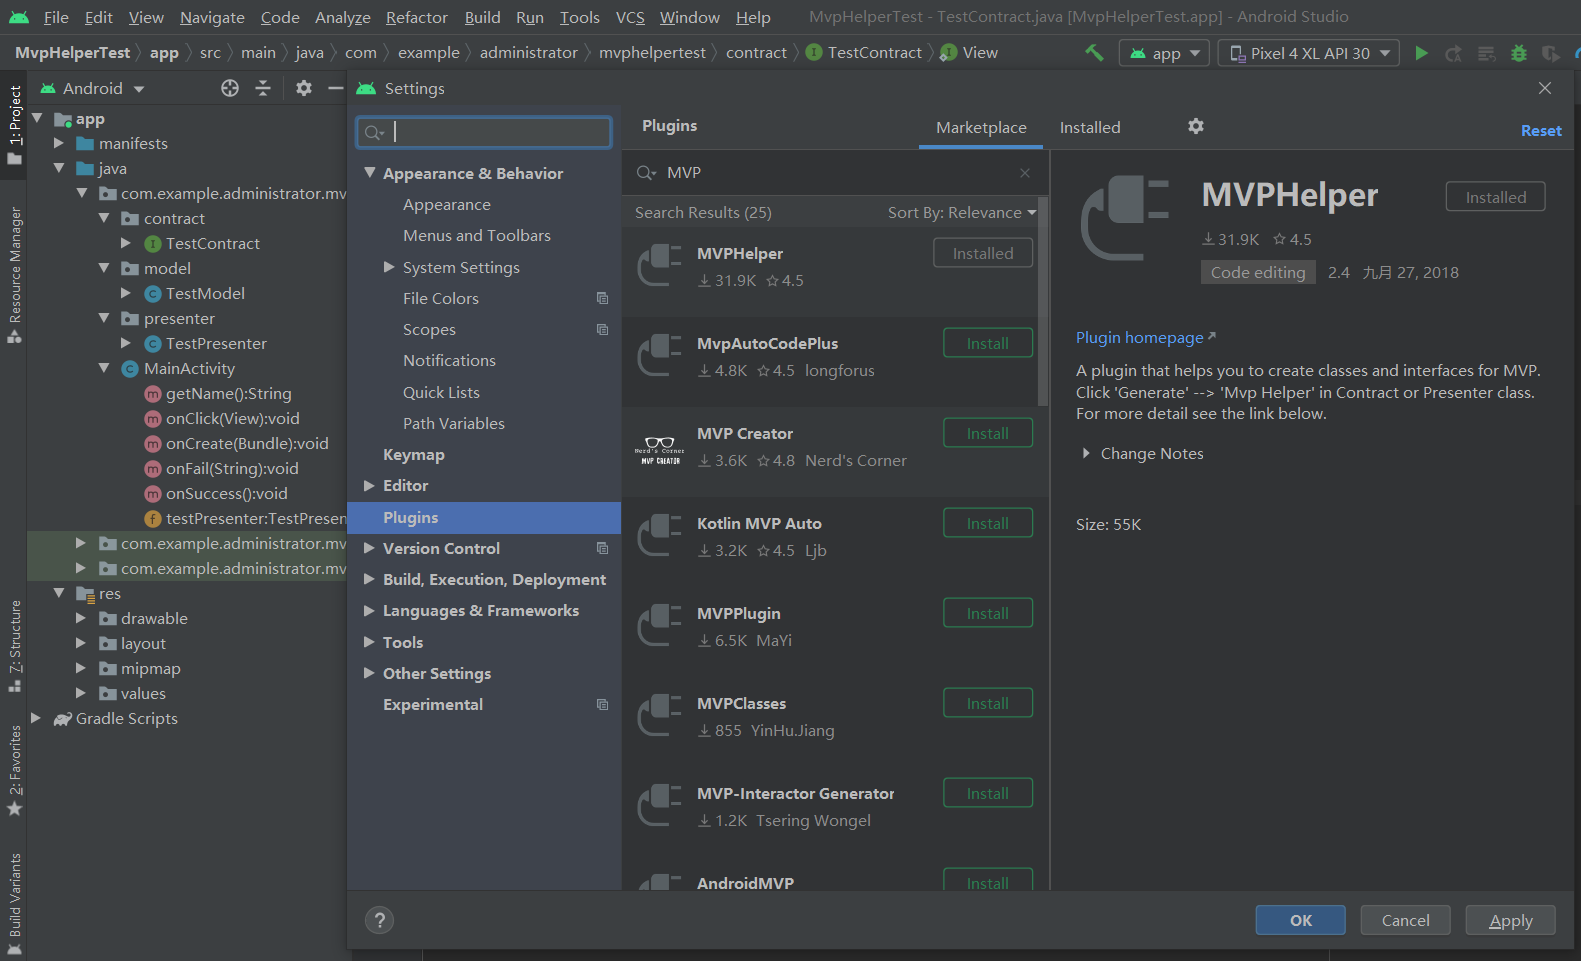 File Edit View Navigate Code Analyze Refactor Build Run Tools VCS Window Help MvpHelperTest - TestContract.java [MvpHelperTest.app] - Android Studio
MvpHelperTest app src main java com example administrator mvphelpertest contract I TestContract I View app Pixel 4 XL API 30
1: Project
Resource Manager
7: Structure
2: Favorites
Build Variants
Android
app
manifests
java
com.example.administrator.mv
contract
I TestContract
model
C TestModel
presenter
C TestPresenter
C MainActivity
m getName():String
m onClick(View):void
m onCreate(Bundle):void
m onFail(String):void
m onSuccess():void
f testPresenter:TestPresen
com.example.administrator.mv
com.example.administrator.mv
res
drawable
layout
mipmap
values
Gradle Scripts
Settings
Appearance & Behavior
Appearance
Menus and Toolbars
System Settings
File Colors
Scopes
Notifications
Quick Lists
Path Variables
Keymap
Editor
Plugins
Version Control
Build, Execution, Deployment
Languages & Frameworks
Tools
Other Settings
Experimental
Plugins Marketplace Installed Reset
MVP
Search Results (25) Sort By: Relevance
MVPHelper Installed
31.9K 4.5
MvpAutoCodePlus Install
4.8K 4.5 longforus
Nerd's Corner
MVP CREATOR
MVP Creator Install
3.6K 4.8 Nerd's Corner
Kotlin MVP Auto Install
3.2K 4.5 Ljb
MVPPlugin Install
6.5K MaYi
MVPClasses Install
855 YinHu.Jiang
MVP-Interactor Generator Install
1.2K Tsering Wongel
AndroidMVP Install
MVPHelper Installed
31.9K 4.5
Code editing 2.4 九月 27, 2018
Plugin homepage
A plugin that helps you to create classes and interfaces for MVP.
Click 'Generate' --> 'Mvp Helper' in Contract or Presenter class.
For more detail see the link below.
Change Notes
Size: 55K
? OK Cancel Apply